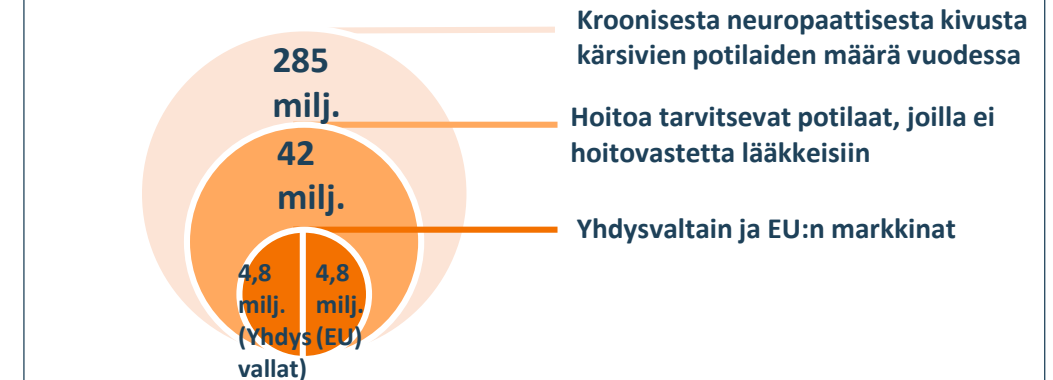 Kroonisesta neuropaattisesta kivusta
kärsivien potilaiden määrä vuodessa
285
milj.
Hoitoa tarvitsevat potilaat, joilla ei
hoitovastetta lääkkeisiin
42
milj.
Yhdysvaltain ja EU:n markkinat
4,8
milj.
(Yhdys
vallat)
4,8
milj.
(EU)